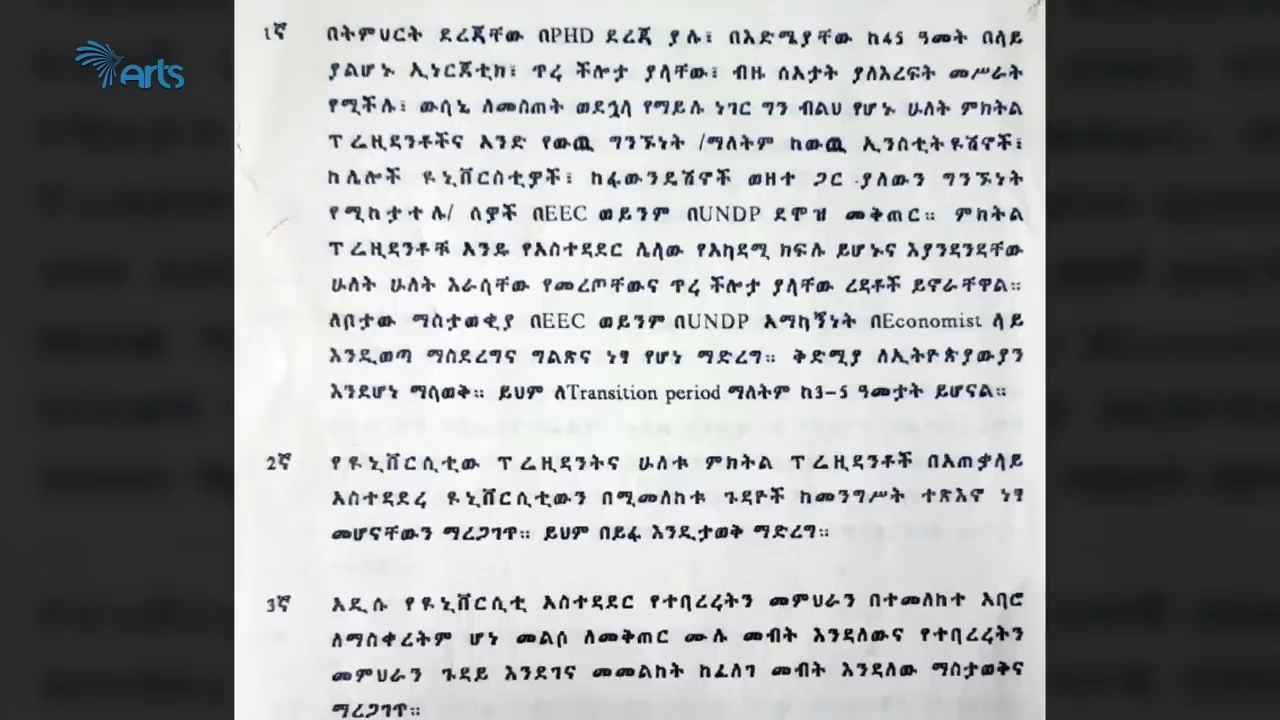 arts
1ኛ በትምህርት ደረጃቸው በPHD ደረጃ ያሉ፣ በእድሜያቸው ከ45 ዓመት በላይ
ያልሆኑ ኢነርጂቲክ፣ ጥሩ ችሎታ ያላቸው፣ ብዙ ሰአታት ያለእረፍት መሥራት
የሚችሉ፣ ውሳኔ ለመስጠት ወደኋላ የማይሉ ነገር ግን ብልህ የሆኑ ሁለት ምክትል
ፕሬዚዳንቶችና አንድ የውጪ ግንኙነት /ማለትም ከውጪ ኢንስቲትዩሽኖች፣
ከሌሎች ዩኒቨርስቲዎች፣ ከፋውንዴሽኖች ወዘተ ጋር ያለውን ግንኙነት
የሚከታተሉ/ ሰዎች በEEC ወይንም በUNDP ደሞዝ መቅጠር። ምክትል
ፕሬዚዳንቶቹ አንዱ የአስተዳደር ሌላው የአካዳሚ ክፍሉ ይሆኑና እያንዳንዳቸው
ሁለት ሁለት እራሳቸው የመረጧቸውና ጥሩ ችሎታ ያላቸው ረዳቶች ይኖራቸዋል።
ለቦታው ማስታወቂያ በEEC ወይንም በUNDP አማካኝነት በEconomist ላይ
እንዲወጣ ማስደረግና ግልጽና ነፃ የሆነ ማድረግ። ቅድሚያ ለኢትዮጵያውያን
እንደሆነ ማሳወቅ። ይህም ለTransition period ማለትም ከ3-5 ዓመታት ይሆናል።
2ኛ የዩኒቨርሲቲው ፕሬዚዳንትና ሁለቱ ምክትል ፕሬዚዳንቶች በአጠቃላይ
አስተዳደሩ ዩኒቨርሲቲውን በሚመለከቱ ጉዳዮች ከመንግሥት ተጽእኖ ነፃ
መሆናቸውን ማረጋገጥ። ይህም በይፋ እንዲታወቅ ማድረግ።
3ኛ አዲሱ የዩኒቨርሲቲ አስተዳደር የተባረሩትን መምህራን በተመለከተ አባሮ
ለማስቀረትም ሆነ መልሶ ለመቅጠር ሙሉ መብት እንዳለውና የተባረሩትን
መምህራን ጉዳይ እንደገና መመልከት ከፈለገ መብት እንዳለው ማስታወቅና
ማረጋገጥ።